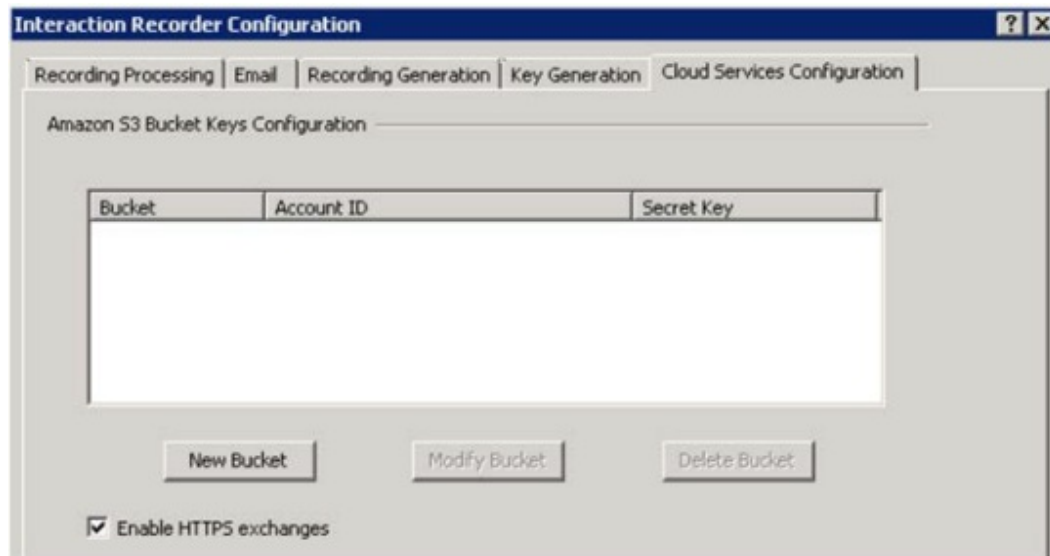 Interaction Recorder Configuration
Recording Processing Email Recording Generation Key Generation Cloud Services Configuration
Amazon S3 Bucket Keys Configuration
Bucket Account ID Secret Key
New Bucket Modify Bucket Delete Bucket
Enable HTTPS exchanges